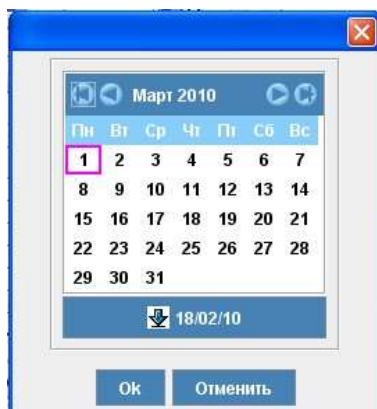 Март 2010
Пн Вт Ср Чт Пт Сб Вс
1 2 3 4 5 6 7
8 9 10 11 12 13 14
15 16 17 18 19 20 21
22 23 24 25 26 27 28
29 30 31
18/02/10
Ok Отменить